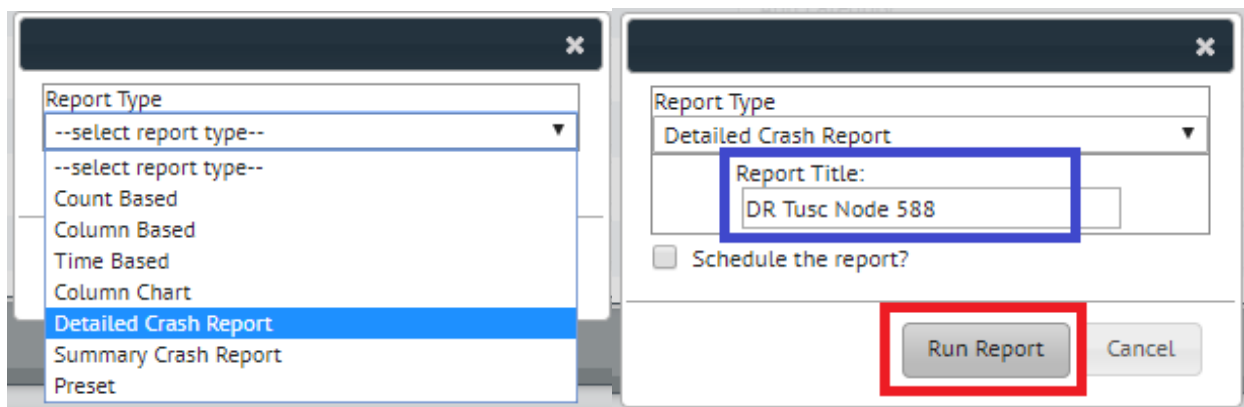 Report Type
--select report type--
--select report type--
Count Based
Column Based
Time Based
Column Chart
Detailed Crash Report
Summary Crash Report
Preset
Report Type
Detailed Crash Report
Report Title:
DR Tusc Node 588
Schedule the report?
Run Report
Cancel